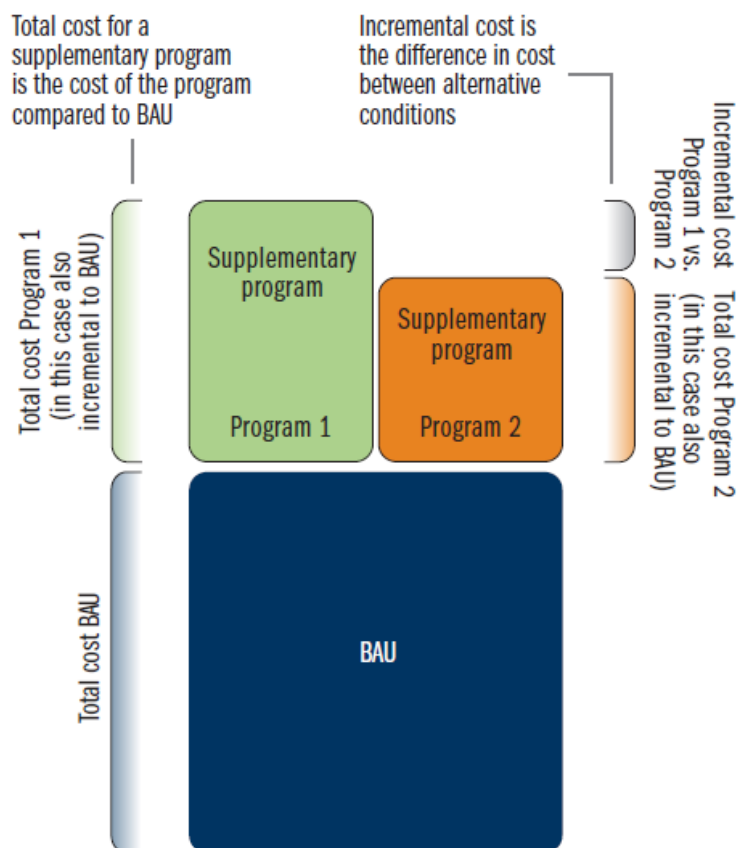 Total cost for a
supplementary program
is the cost of the program
compared to BAU
Incremental cost is
the difference in cost
between alternative
conditions
Total cost Program 1
(in this case also
incremental to BAU)
Supplementary
program
Program 1
Supplementary
program
Program 2
Incremental cost
Program 1 vs.
Program 2
Total cost Program 2
(in this case also
incremental to BAU)
Total cost BAU
BAU